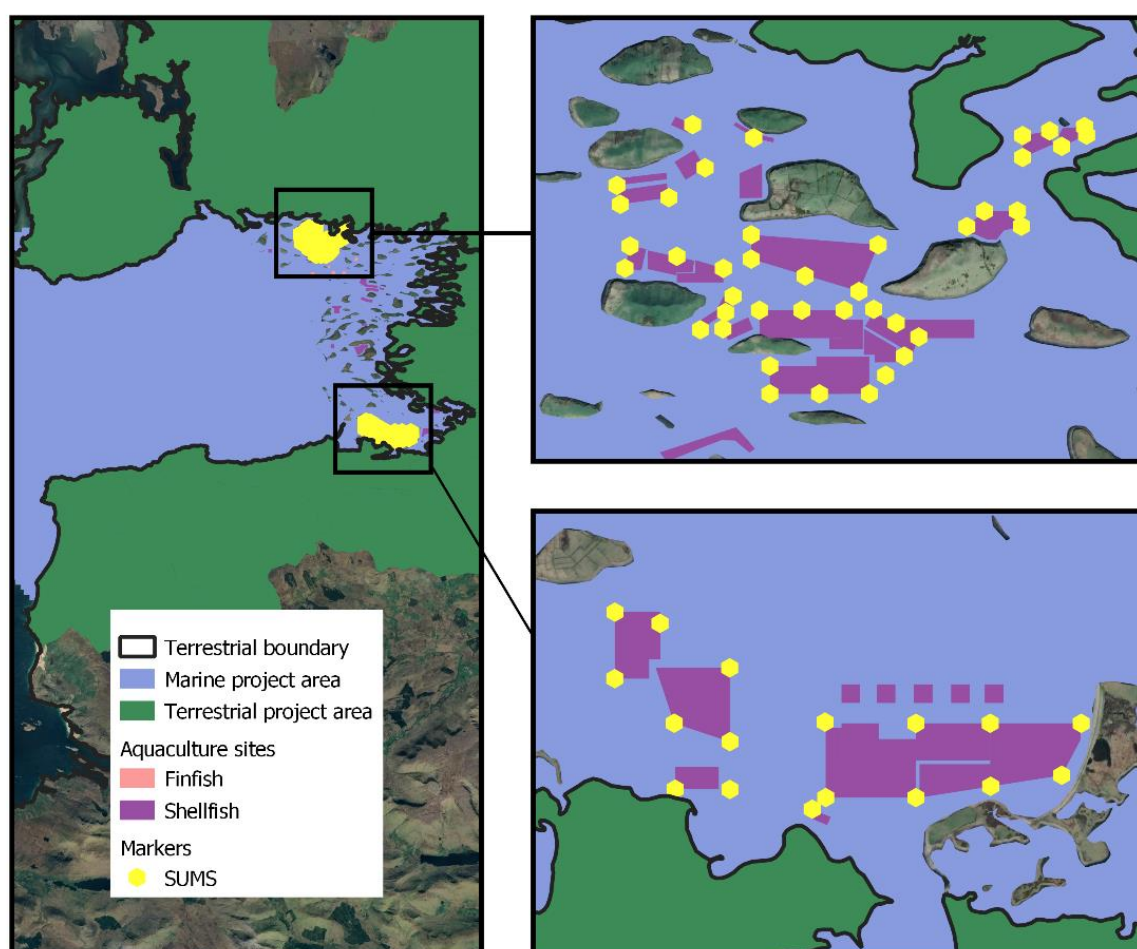 Terrestrial boundary
Marine project area
Terrestrial project area
Aquaculture sites
Finfish
Shellfish
Markers
SUMS